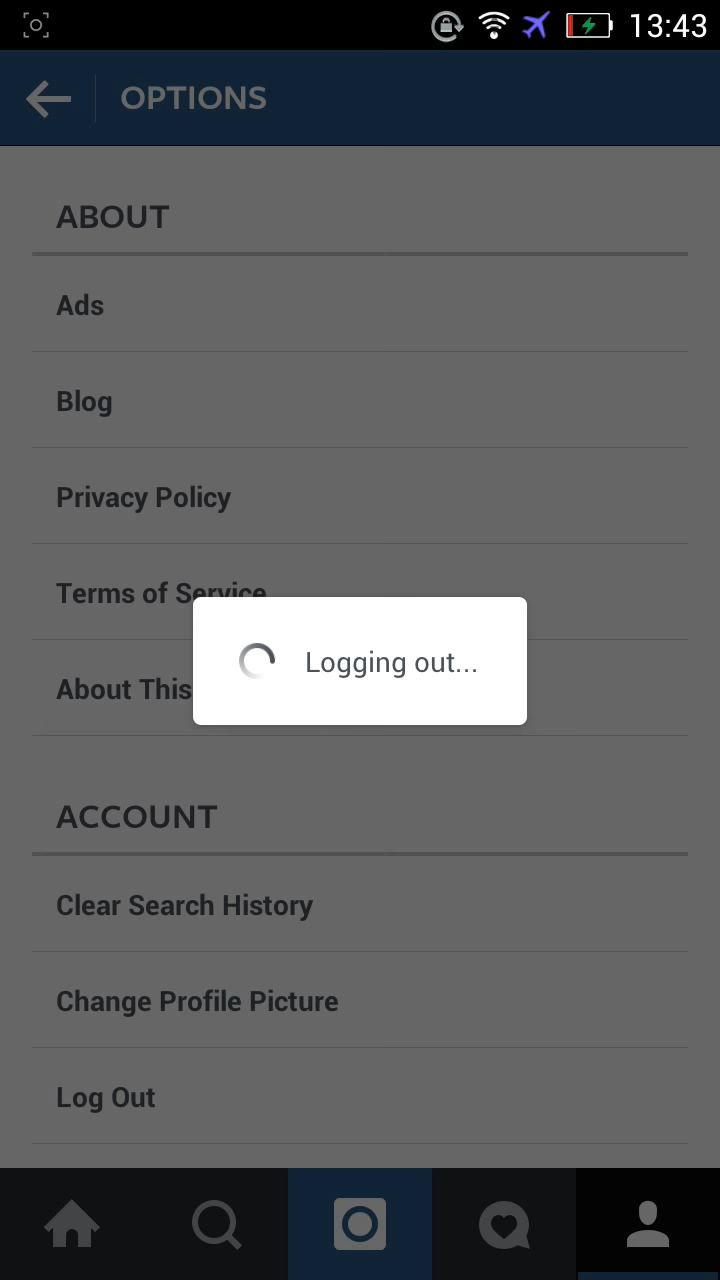 13:43
OPTIONS
ABOUT
Ads
Blog
Privacy Policy
Terms of Service
Logging out...
About This
ACCOUNT
Clear Search History
Change Profile Picture
Log Out